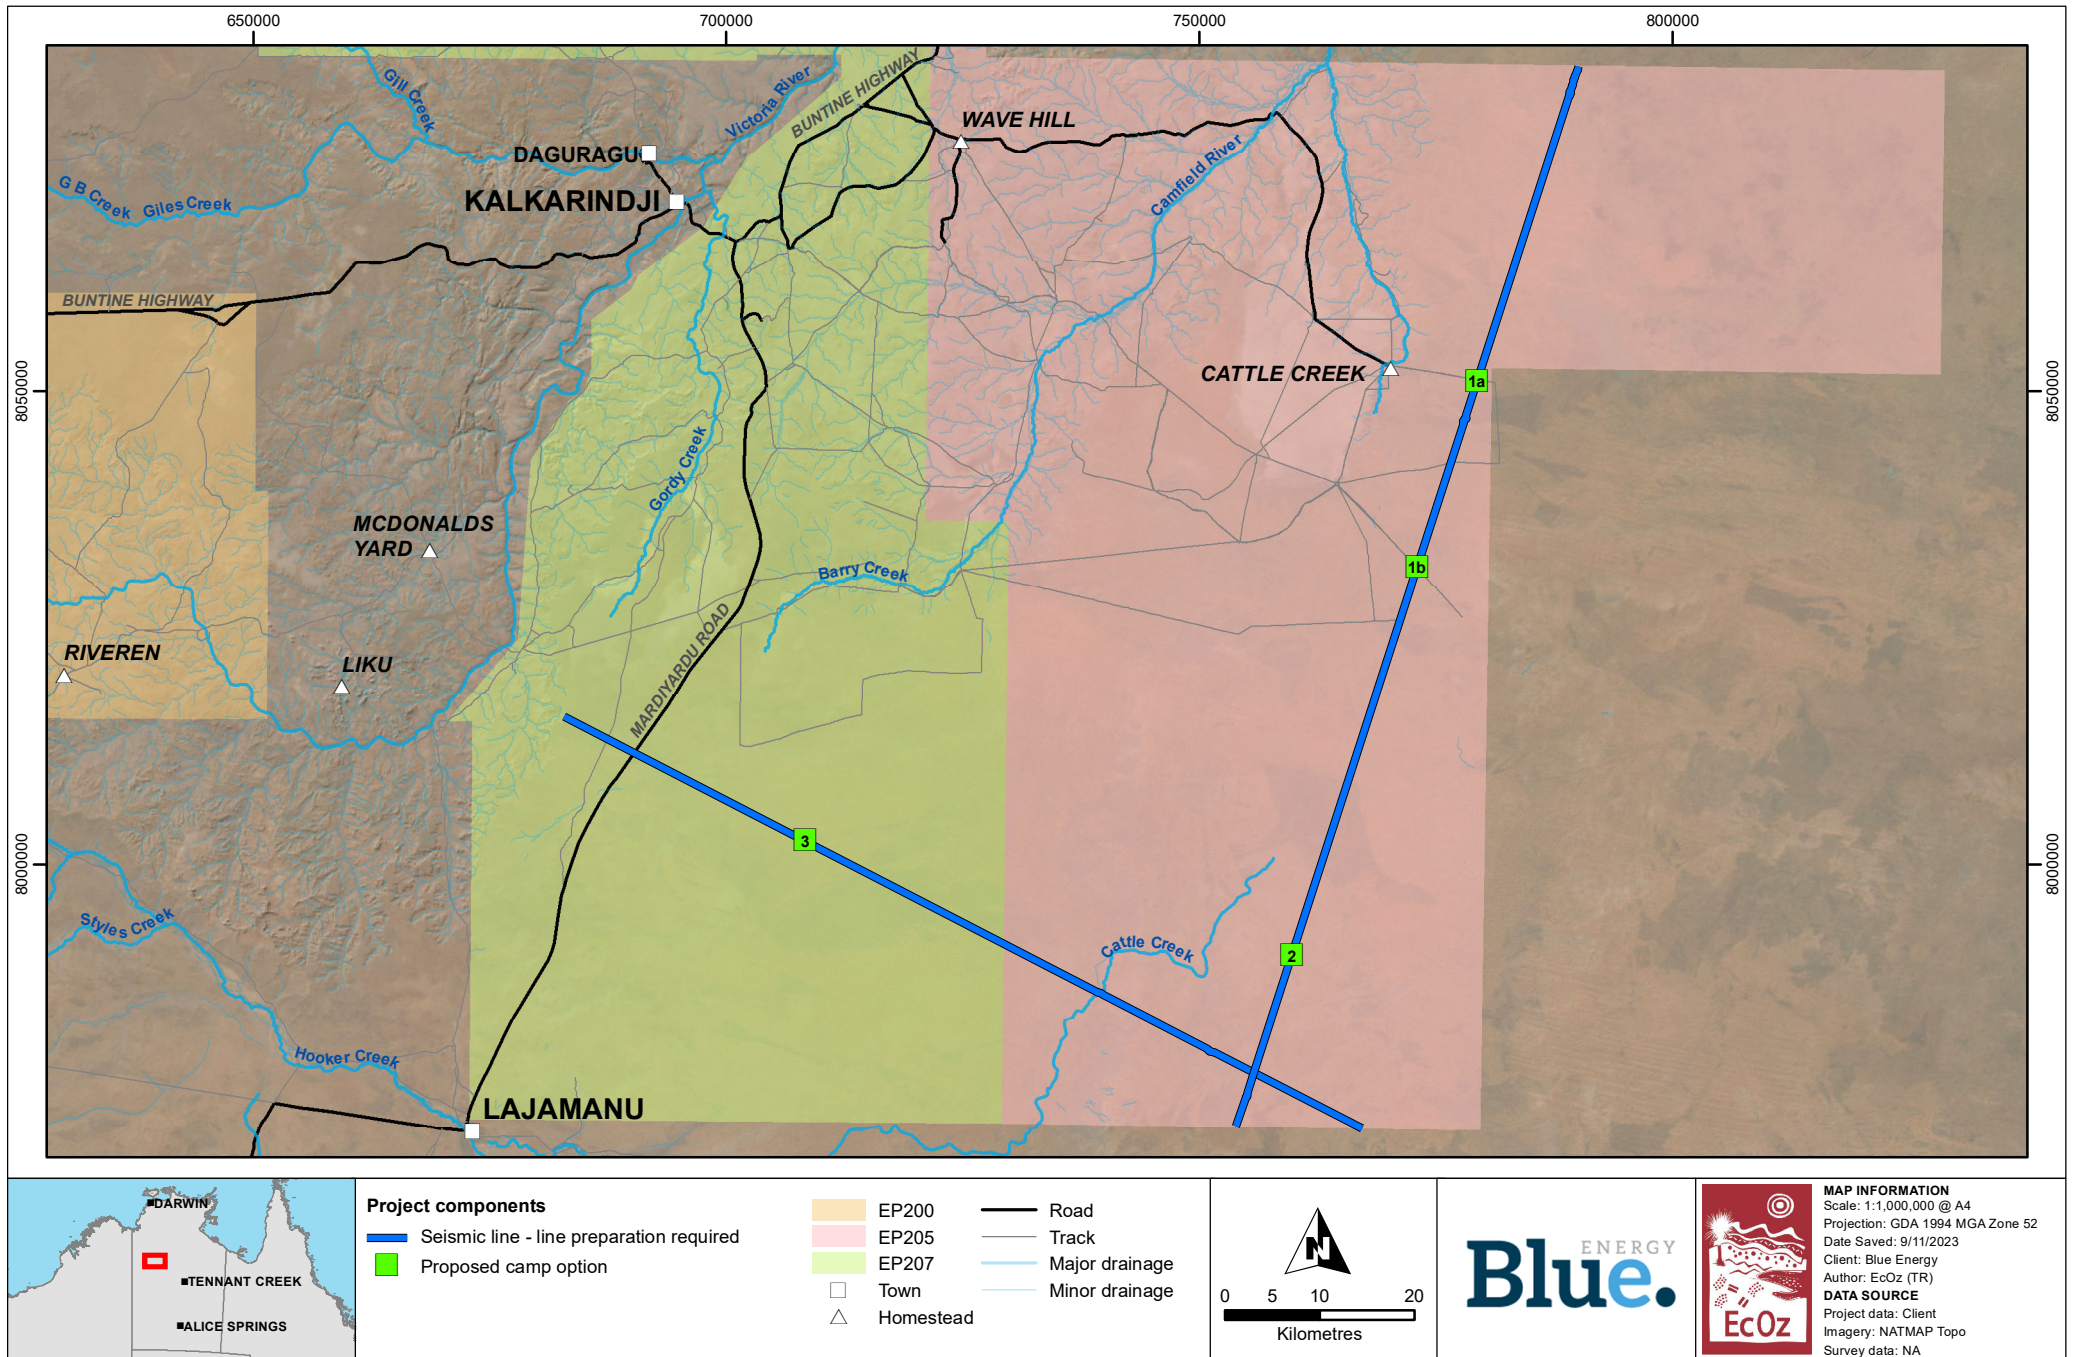 650000
700000
750000
800000
Gill Creek
Victoria River
BUNTINE HIGHWAY
WAVE HILL
DAGURAGU
KALKARINDJI
Camfield River
G B Creek
Giles Creek
BUNTINE HIGHWAY
8050000
8050000
CATTLE CREEK
1a
Gordy Creek
MCDONALDS
YARD
Barry Creek
1b
RIVEREN
LIKU
MARDIYARDU ROAD
3
8000000
8000000
Styles Creek
Cattle Creek
2
Hooker Creek
LAJAMANU
DARWIN
TENNANT CREEK
ALICE SPRINGS
Project components
Seismic line - line preparation required
Proposed camp option
EP200
EP205
EP207
Town
Homestead
Road
Track
Major drainage
Minor drainage
N
0 5 10 20
Kilometres
Blue.
ENERGY
EcOz
MAP INFORMATION
Scale: 1:1,000,000 @ A4
Projection: GDA 1994 MGA Zone 52
Date Saved: 9/11/2023
Client: Blue Energy
Author: EcOz (TR)
DATA SOURCE
Project data: Client
Imagery: NATMAP Topo
Survey data: NA